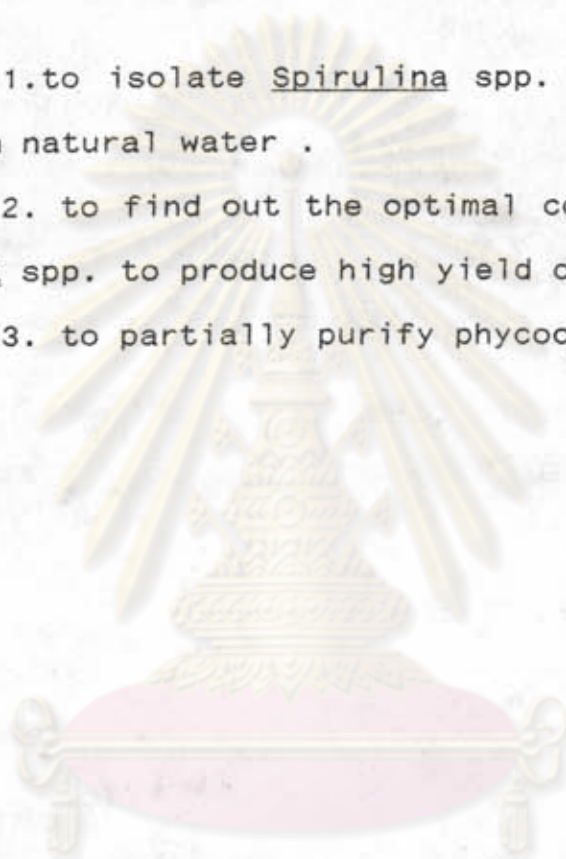 1.to isolate Spirulina spp.
natural water .
2. to find out the optimal
spp. to produce high yield
3. to partially purify